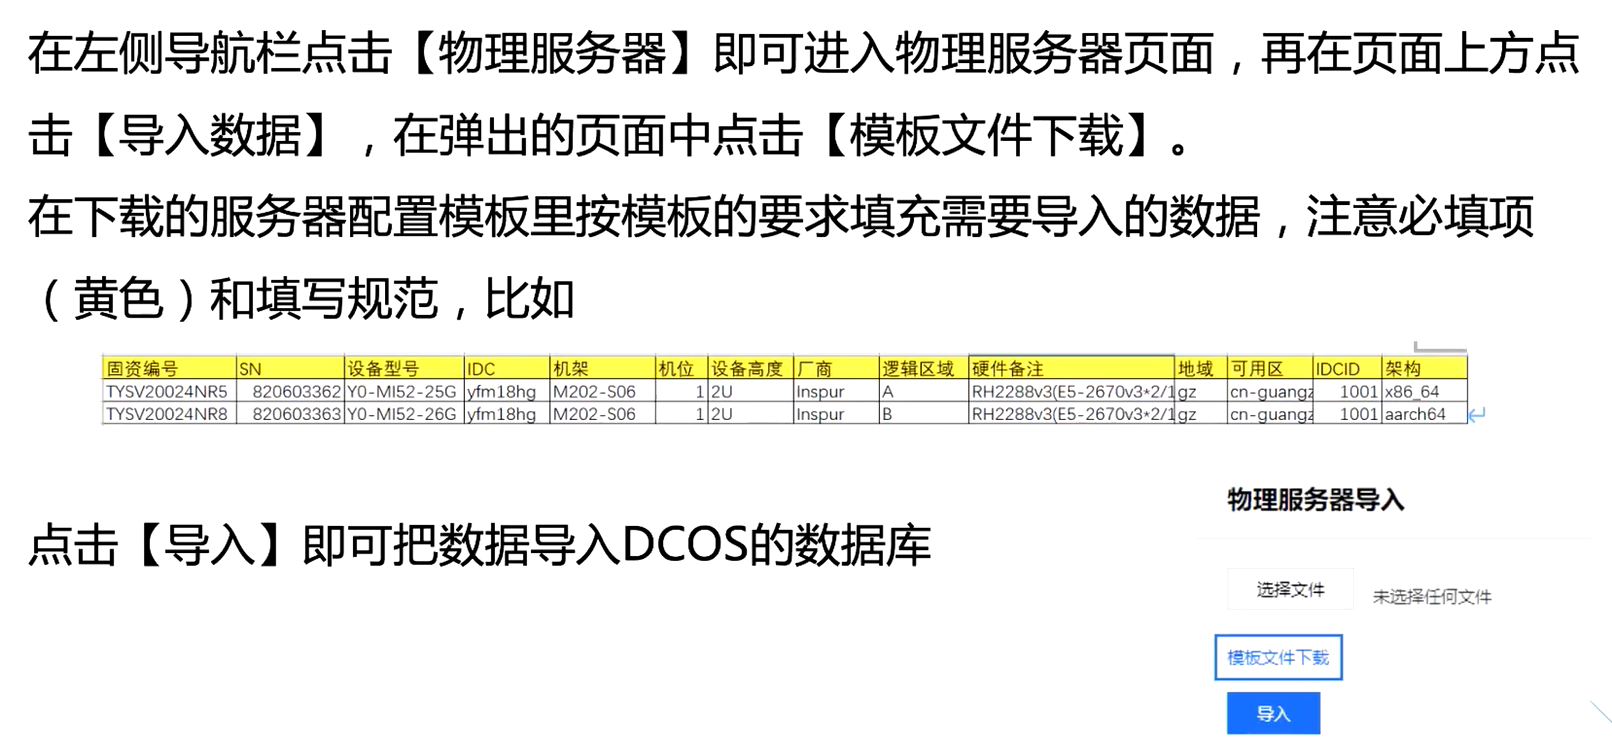 在左侧导航栏点击【物理服务器】即可进入物理服务器页面，再在页面上方点
击【导入数据】，在弹出的页面中点击【模板文件下载】。
在下载的服务器配置模板里按模板的要求填充需要导入的数据，注意必填项
（黄色）和填写规范，比如
固资编号 SN 设备型号 IDC 机架 机位 设备高度 厂商 逻辑区域 硬件备注 地域 可用区 IDCID 架构
TYSV20024NR5 820603362 Y0-MI52-25G yfm18hg M202-S06 1 2U Inspur A RH2288v3(E5-2670v3*2/1 gz cn-guangz 1001 x86_64
TYSV20024NR8 820603363 Y0-MI52-26G yfm18hg M202-S06 1 2U Inspur B RH2288v3(E5-2670v3*2/1 gz cn-guangz 1001 aarch64
点击【导入】即可把数据导入DCOS的数据库
物理服务器导入
选择文件 未选择任何文件
模板文件下载
导入